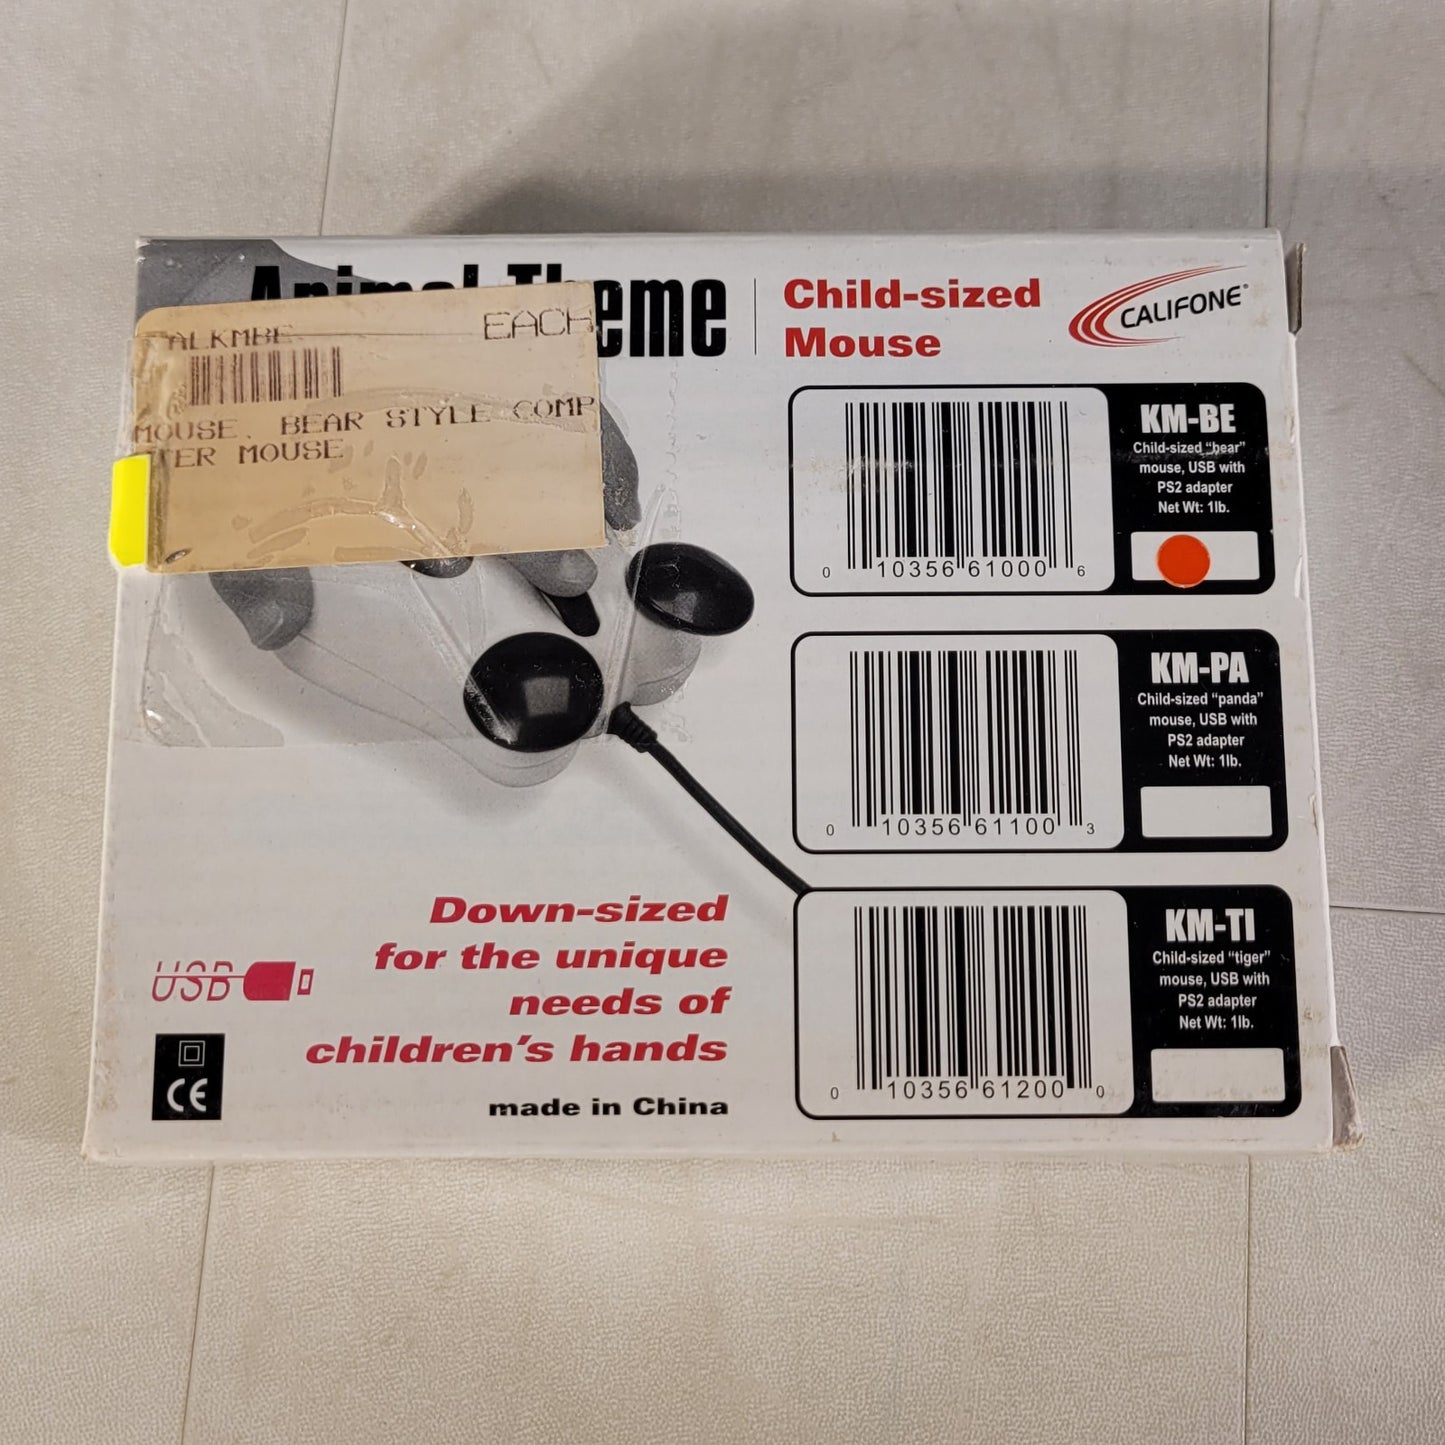 Animal Theme
Child-sized
Mouse
CALIFONE®
ALKMBE
EACH
MOUSE, BEAR STYLE COMP
TER MOUSE
KM-BE
Child-sized "bear"
mouse, USB with
PS2 adapter
Net Wt: 1lb.
0 10356 61000 6
KM-PA
Child-sized "panda"
mouse, USB with
PS2 adapter
Net Wt: 1lb.
0 10356 61100 3
KM-TI
Child-sized "tiger"
mouse, USB with
PS2 adapter
Net Wt: 1lb.
0 10356 61200 0
Down-sized
for the unique
needs of
children's hands
USB
CE
made in China